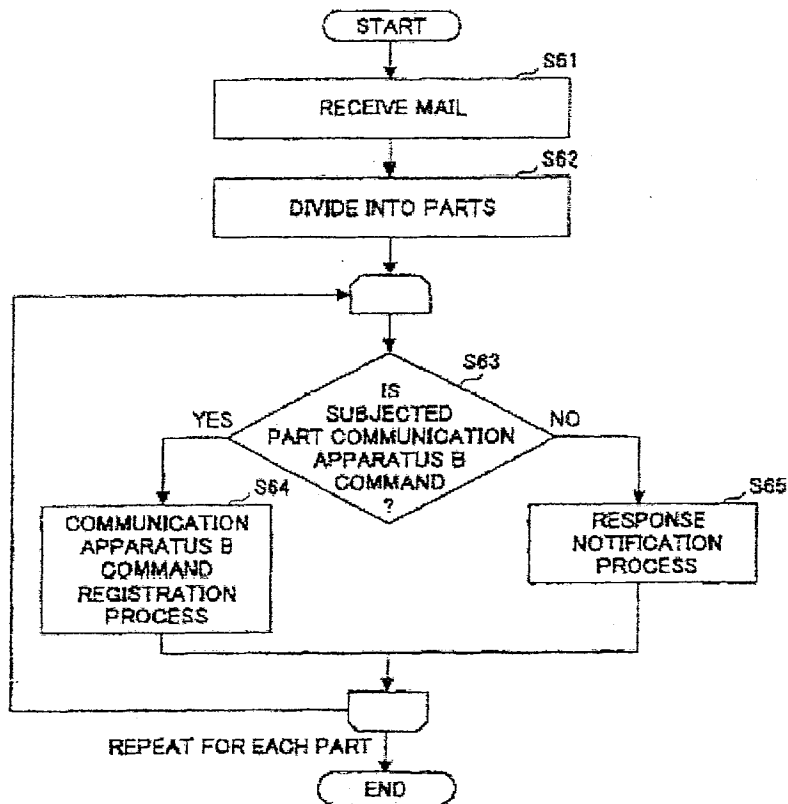 START
S61
RECEIVE MAIL
S62
DIVIDE INTO PARTS
S63
IS
SUBJECTED
PART COMMUNICATION
APPARATUS B
COMMAND
?
YES
NO
S64
COMMUNICATION
APPARATUS B
COMMAND
REGISTRATION
PROCESS
S65
RESPONSE
NOTIFICATION
PROCESS
REPEAT FOR EACH PART
END